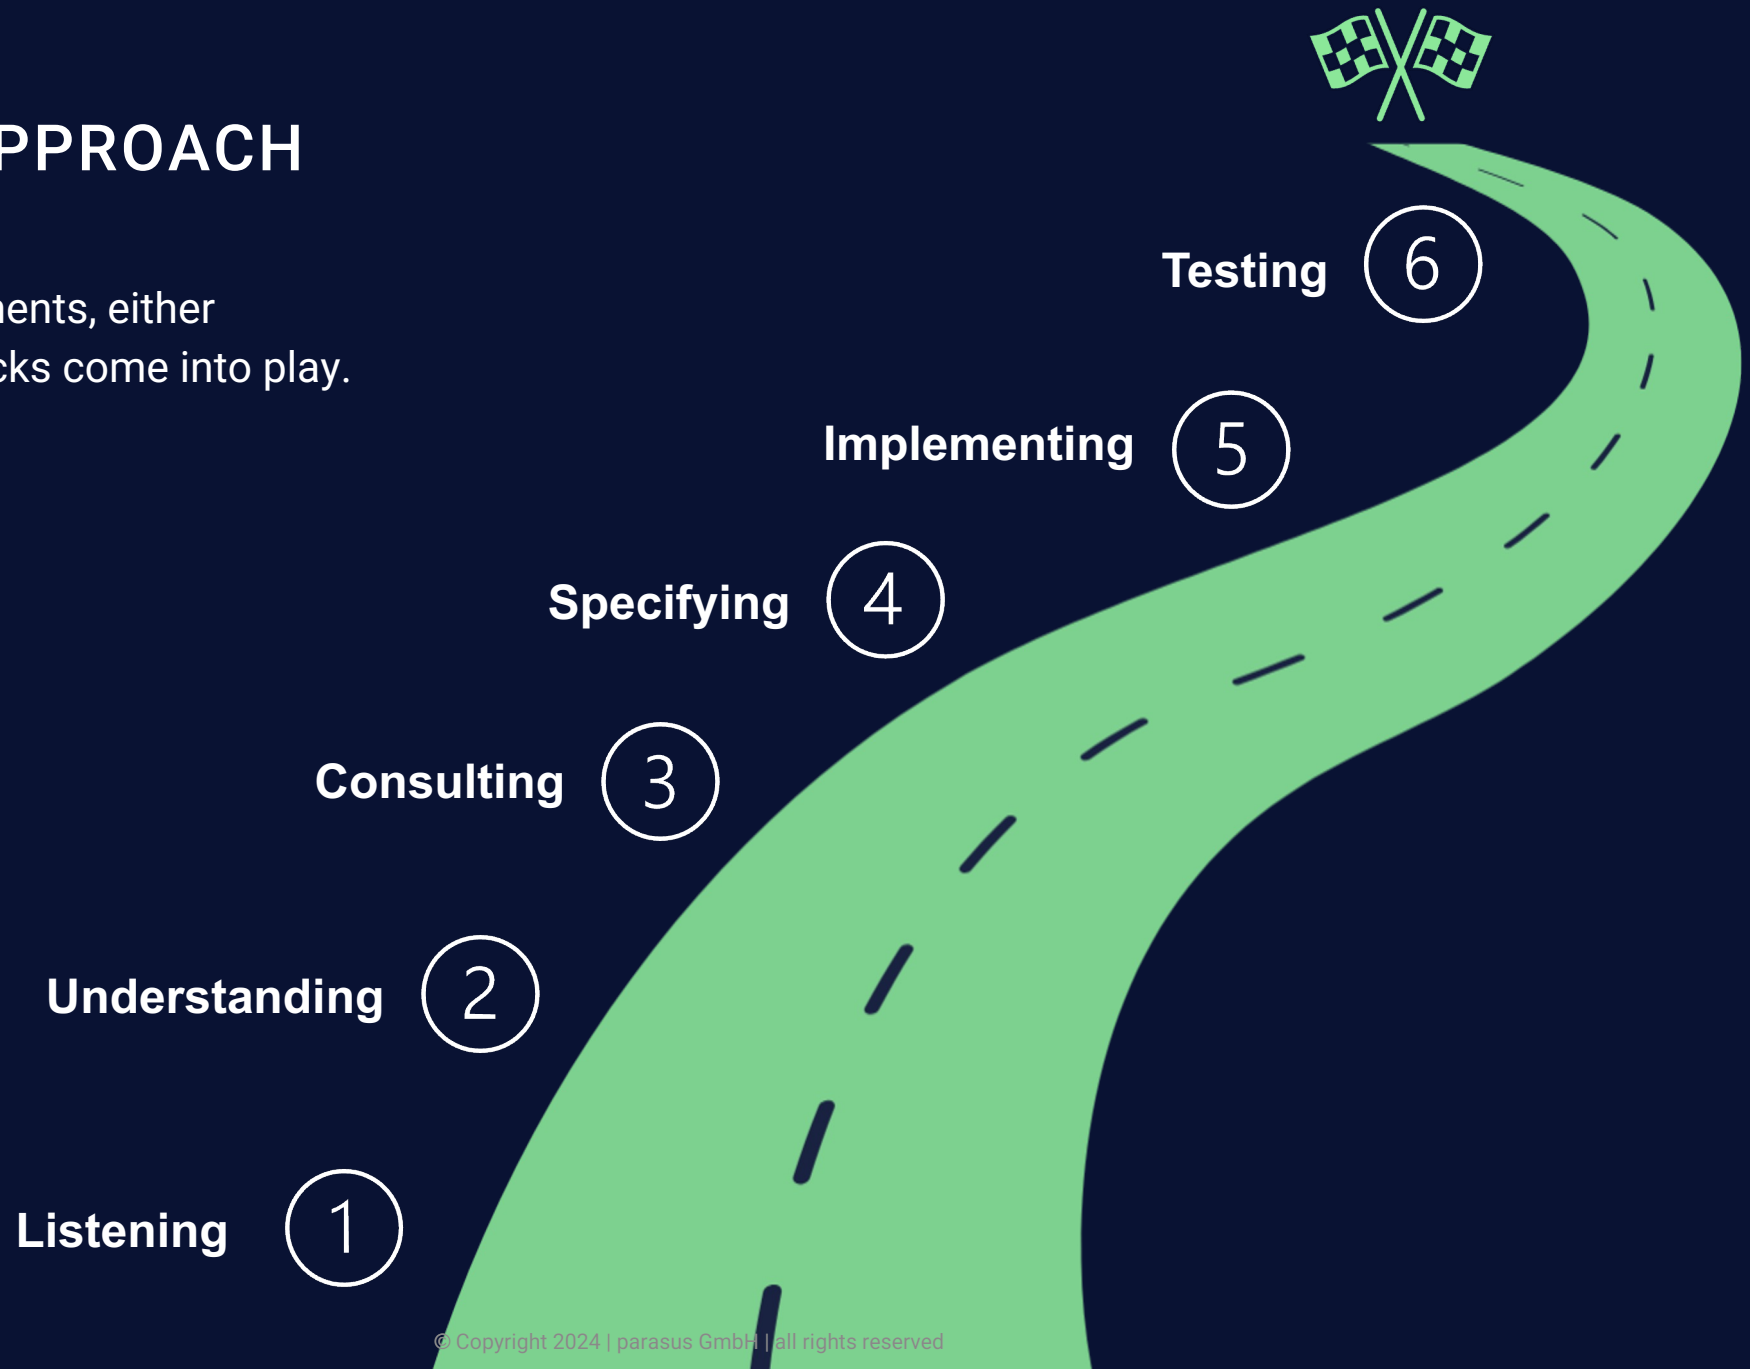 PPROACH
ents, either
cks come into play.
Testing 6
Implementing 5
Specifying 4
Consulting 3
Understanding 2
Listening 1
© Copyright 2024 | parasus GmbH | all rights reserved